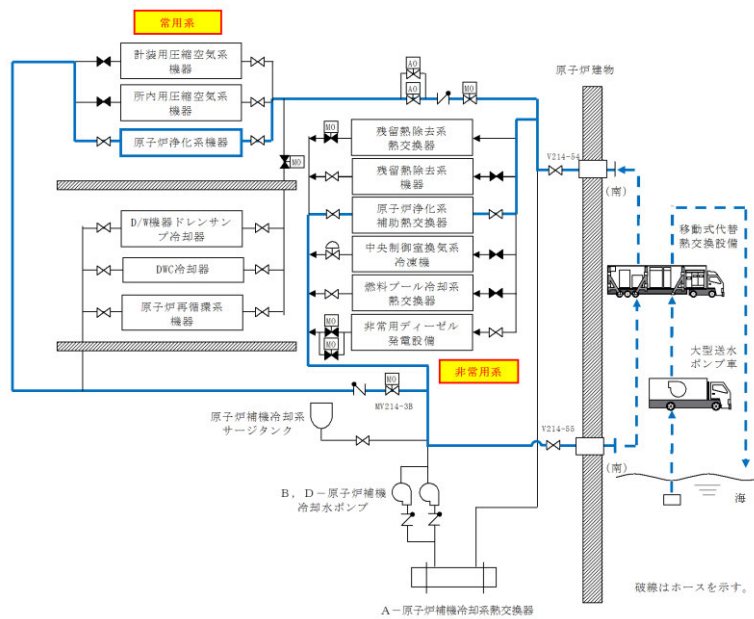 常用系
計装用圧縮空気系
機器
所内用圧縮空気系
機器
原子炉浄化系機器
AO
AO
MO
MO
D/W機器ドレンサン
プ冷却器
DWC冷却器
原子炉再循環系
機器
MO
残留熱除去系
熱交換器
残留熱除去系
機器
原子炉浄化系
補助熱交換器
中央制御室換気系
冷凍機
燃料プール冷却系
熱交換器
非常用ディーゼル
発電設備
MO
MO
非常用系
MO
MV214-3B
原子炉補機冷却系
サージタンク
B，D－原子炉補機
冷却水ポンプ
A－原子炉補機冷却系熱交換器
原子炉建物
V214-54
(南)
移動式代替
熱交換設備
大型送水
ポンプ車
V214-55
(南)
海
破線はホースを示す。